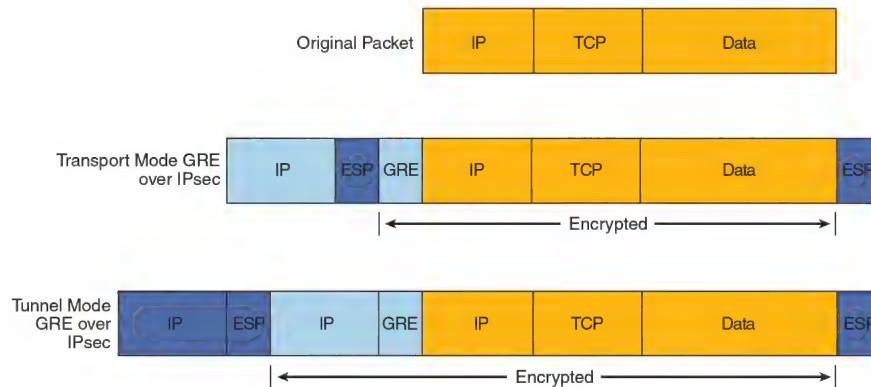 Original Packet IP TCP Data
Transport Mode GRE
over IPsec
IP ESP GRE IP TCP Data ESP
Encrypted
Tunnel Mode
GRE over
IPsec
IP ESP IP GRE IP TCP Data ESP
Encrypted